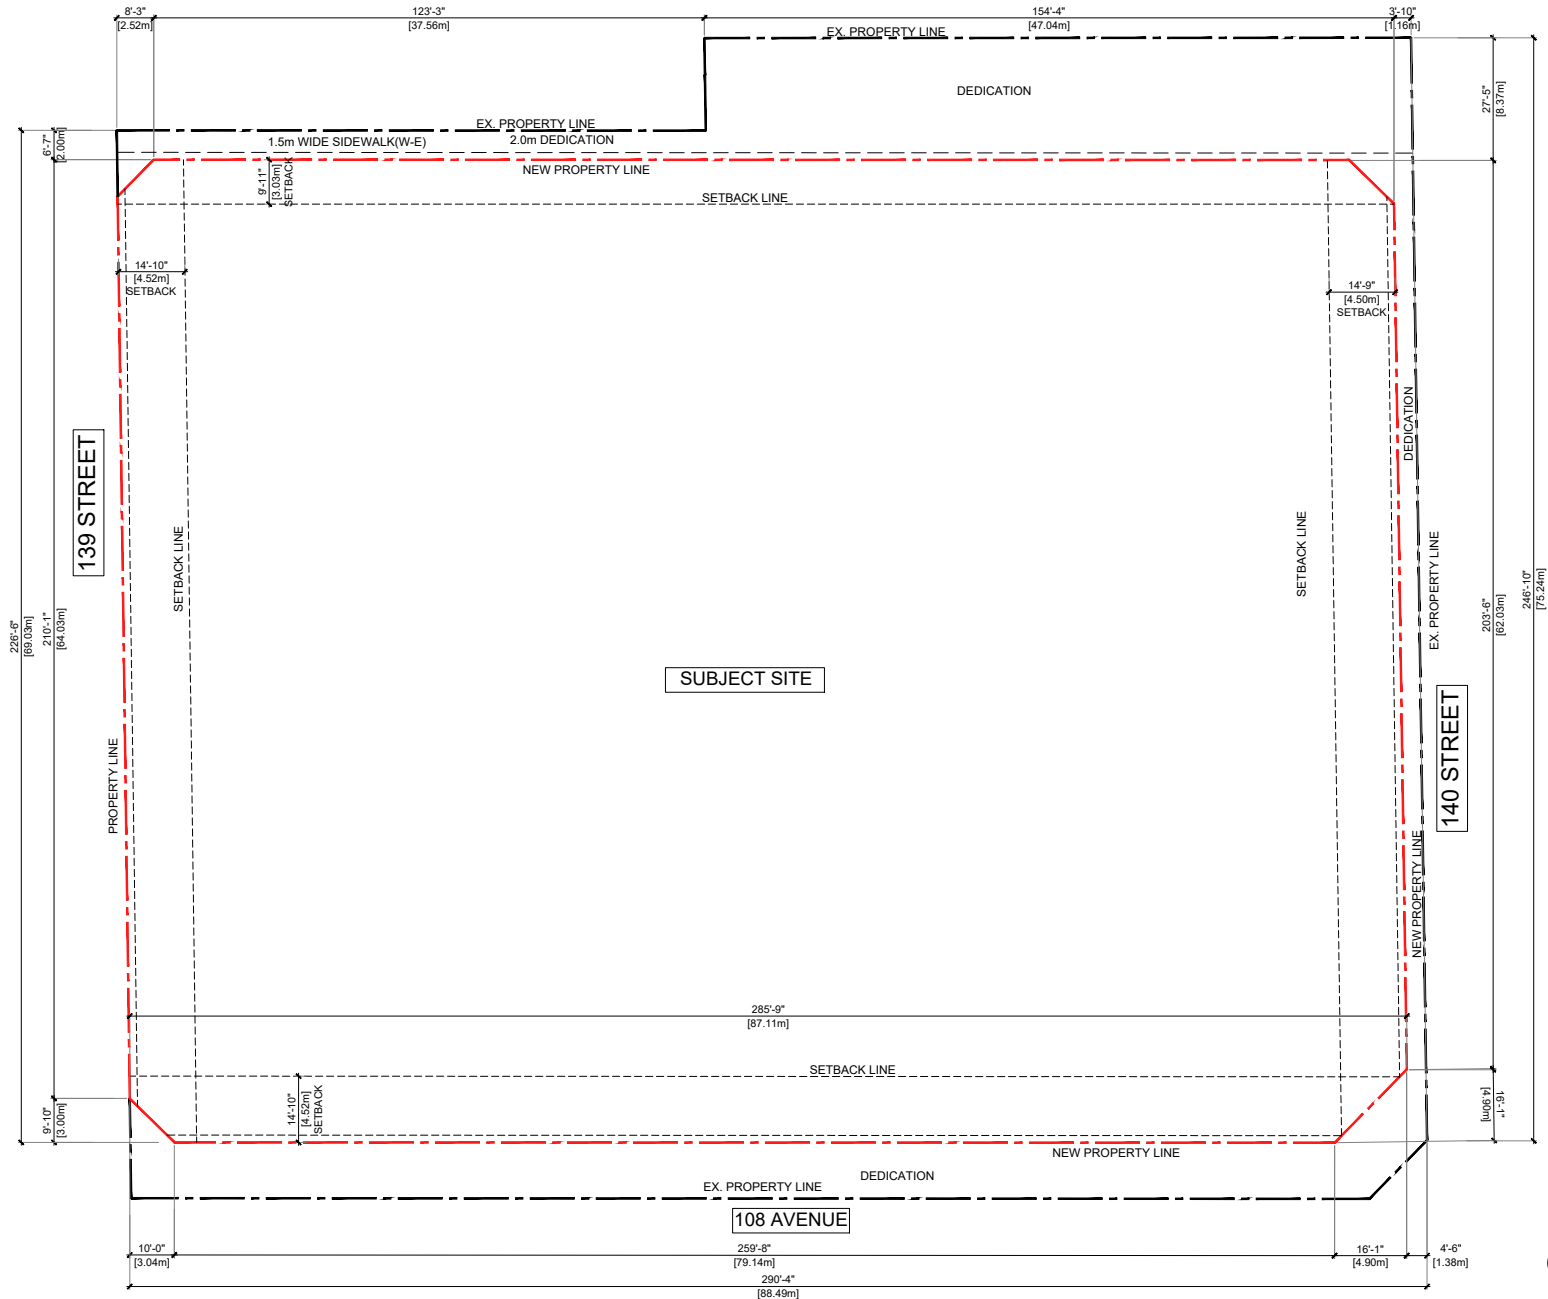 8'-3"
[2.52m]
123'-3"
[37.56m]
154'-4"
[47.04m]
3'-10"
[1.16m]
EX. PROPERTY LINE
DEDICATION
27'-5"
[8.37m]
EX. PROPERTY LINE
6'-7"
[2.00m]
1.5m WIDE SIDEWALK(W-E)
2.0m DEDICATION
NEW PROPERTY LINE
9'-11"
[3.03m]
SETBACK
SETBACK LINE
14'-10"
[4.52m]
SETBACK
14'-9"
[4.50m]
SETBACK
DEDICATION
139 STREET
SETBACK LINE
SETBACK LINE
EX. PROPERTY LINE
226'-6"
[69.03m]
210'-1"
[64.03m]
203'-6"
[62.03m]
246'-10"
[75.24m]
SUBJECT SITE
PROPERTY LINE
140 STREET
NEW PROPERTY LINE
285'-9"
[87.11m]
SETBACK LINE
14'-10"
[4.52m]
SETBACK
9'-10"
[3.00m]
16'-1"
[4.90m]
NEW PROPERTY LINE
DEDICATION
EX. PROPERTY LINE
108 AVENUE
10'-0"
[3.04m]
259'-8"
[79.14m]
16'-1"
[4.90m]
4'-6"
[1.38m]
290'-4"
[88.49m]